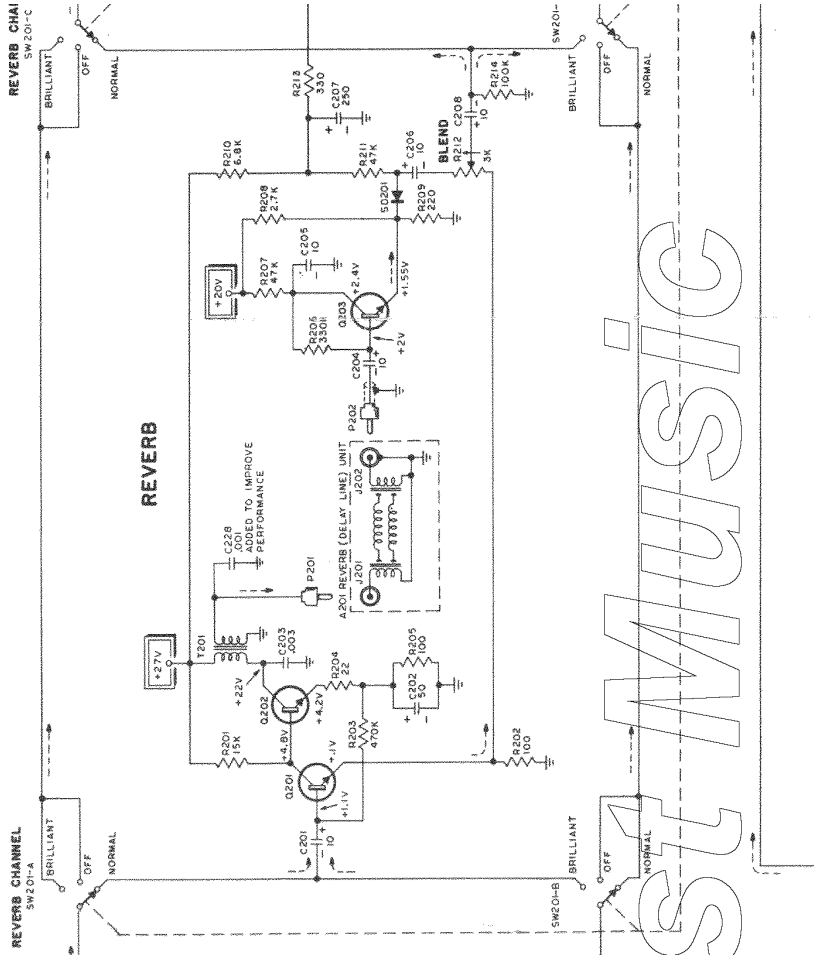 REVERB CHANNEL
SW201-A
BRILLIANT
OFF
NORMAL
C201
+
10
-
+1.1V
Q201
+.1V
R201
15K
+4.8V
Q202
+4.2V
+22V
R203
470K
R204
22
C202
50
+
-
R205
100
R202
100
C203
.003
T201
+27V
C228
.001
ADDED TO IMPROVE
PERFORMANCE
P201
REVERB
A201 REVERB (DELAY LINE) UNIT
J201
J202
P202
C204
+
10
+2V
Q203
+2.4V
+1.55V
R206
C205
10
-
R207
47K
+20V
R208
2.7K
R209
220
SD201
R210
6.8K
R211
47K
C206
+
10
-
BLEND
R212
3K
C208
-
+
10
R214
100K
R213
330
C207
250
+
-
SW201-B
BRILLIANT
OFF
NORMAL
REVERB CHAI
SW201-C
BRILLIANT
OFF
NORMAL
SW201-
BRILLIANT
OFF
NORMAL
st Music